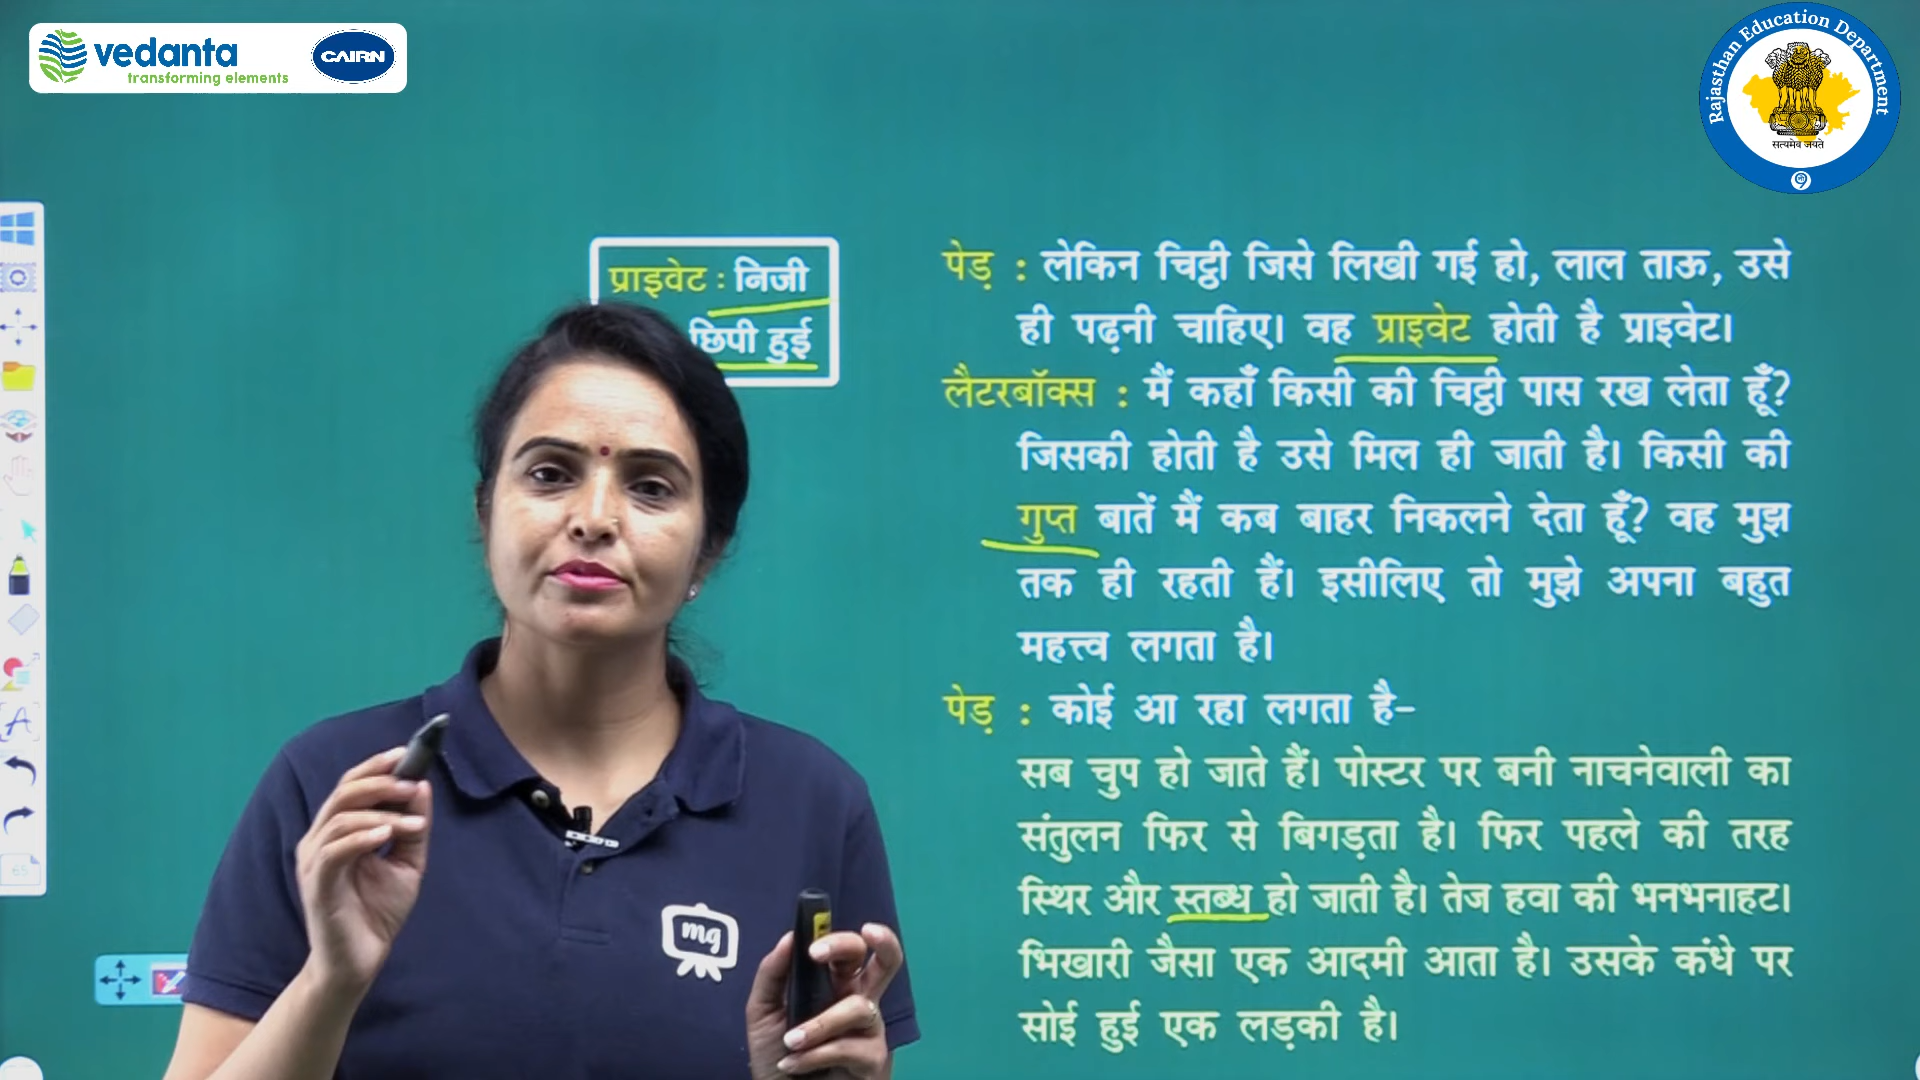 vedanta
transforming elements
CAIRN
Rajasthan Education Department
सत्यमेव जयते
प्राइवेट : निजी
छिपी हुई
पेड़ : लेकिन चिट्ठी जिसे लिखी गई हो, लाल ताऊ, उसे
ही पढ़नी चाहिए। वह प्राइवेट होती है प्राइवेट।
लैटरबॉक्स : मैं कहाँ किसी की चिट्ठी पास रख लेता हूँ?
जिसकी होती है उसे मिल ही जाती है। किसी की
गुप्त बातें मैं कब बाहर निकलने देता हूँ? वह मुझ
तक ही रहती हैं। इसीलिए तो मुझे अपना बहुत
महत्त्व लगता है।
पेड़ : कोई आ रहा लगता है–
सब चुप हो जाते हैं। पोस्टर पर बनी नाचनेवाली का
संतुलन फिर से बिगड़ता है। फिर पहले की तरह
स्थिर और स्तब्ध हो जाती है। तेज हवा की भनभनाहट।
भिखारी जैसा एक आदमी आता है। उसके कंधे पर
सोई हुई एक लड़की है।
mg
65